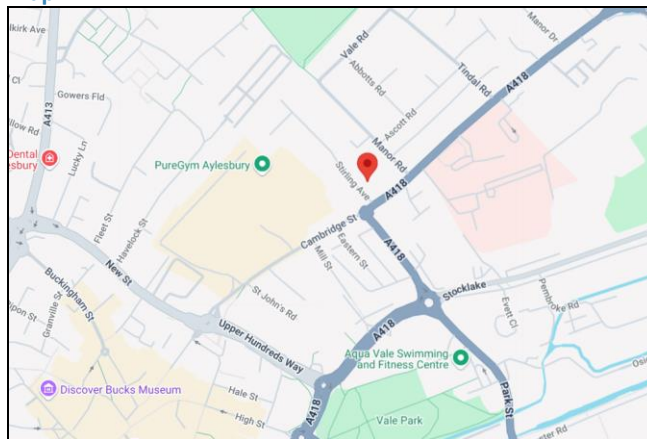 Vale Rd
Manor Dr
Abbotts Rd
Tindal Rd
A418
A413
Gowers Fld
Ascott Rd
Manor Rd
Lucky Ln
PureGym Aylesbury
Stirling Ave
A418
Fleet St
Havelock St
Cambridge St
Eastern St
Mill St
A418
New St
Buckingham St
St John's Rd
Stocklake
Evett Cl
Pembroke Rd
Granville St
Upper Hundreds Way
A418
Aqua Vale Swimming
and Fitness Centre
Discover Bucks Museum
Hale St
High St
A418
Vale Park
Park St